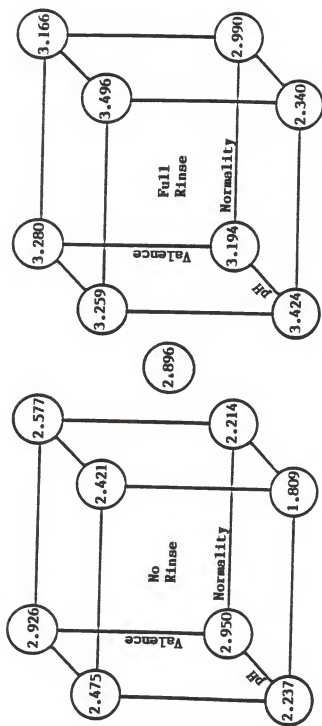 2.926
2.577
2.475
2.421
No
Rinse
Valence
Normality
2.950
2.214
pH
2.237
1.809
2.896
3.280
3.166
3.259
3.496
Full
Rinse
Valence
Normality
3.194
2.990
pH
3.424
2.340